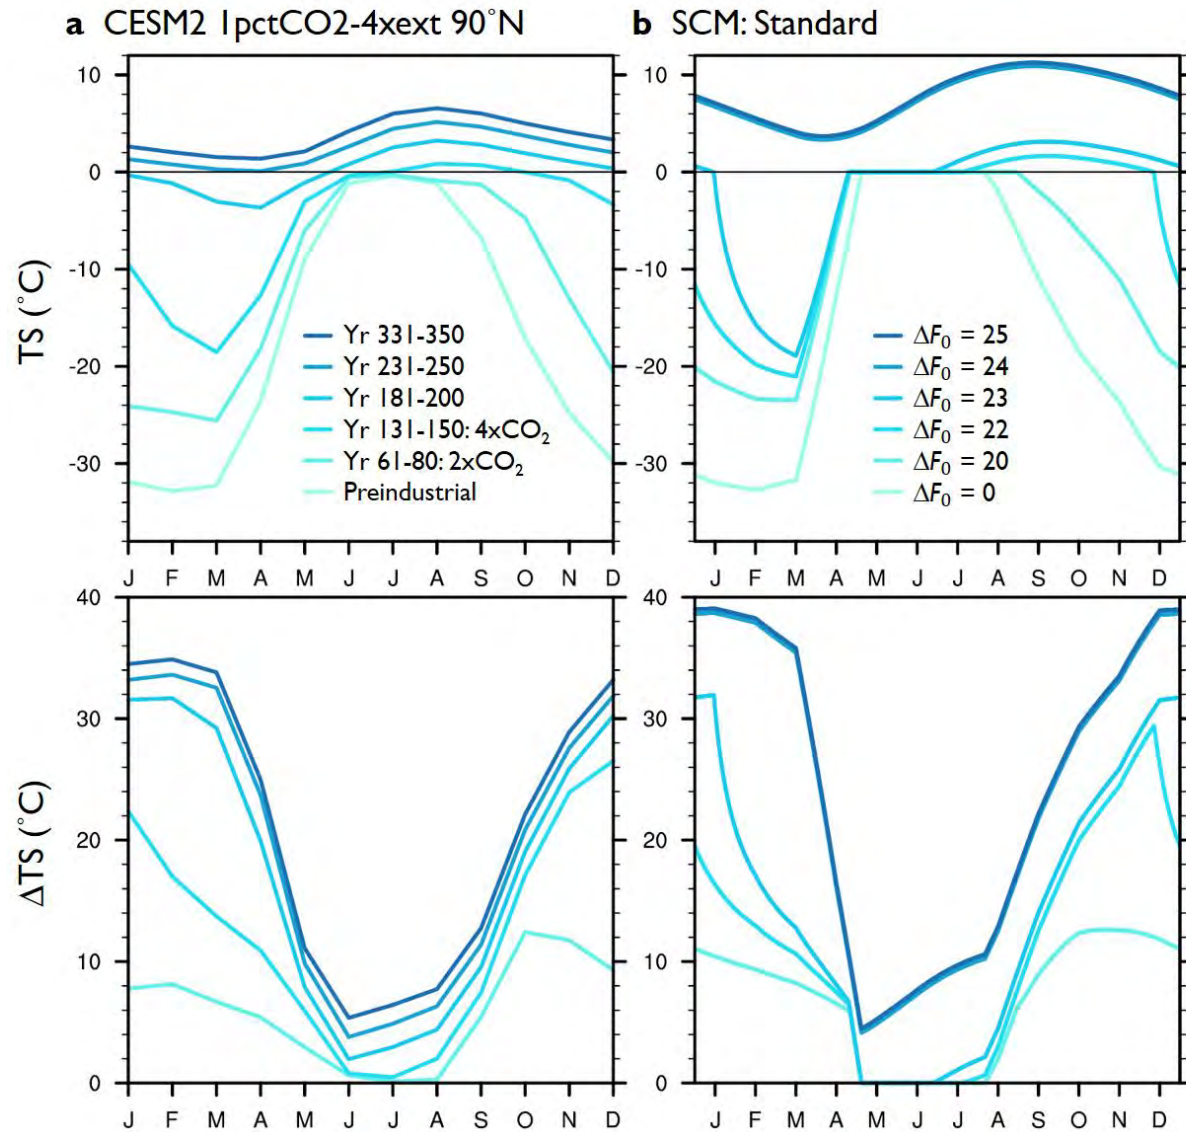 a CESM2 1pctCO2-4xext 90°N
b SCM: Standard
TS (°C)
10
0
-10
-20
-30
Yr 331-350
Yr 231-250
Yr 181-200
Yr 131-150: 4xCO₂
Yr 61-80: 2xCO₂
Preindustrial
J F M A M J J A S O N D
10
0
-10
-20
-30
ΔF₀ = 25
ΔF₀ = 24
ΔF₀ = 23
ΔF₀ = 22
ΔF₀ = 20
ΔF₀ = 0
J F M A M J J A S O N D
ΔTS (°C)
40
30
20
10
0
J F M A M J J A S O N D
40
30
20
10
0
J F M A M J J A S O N D